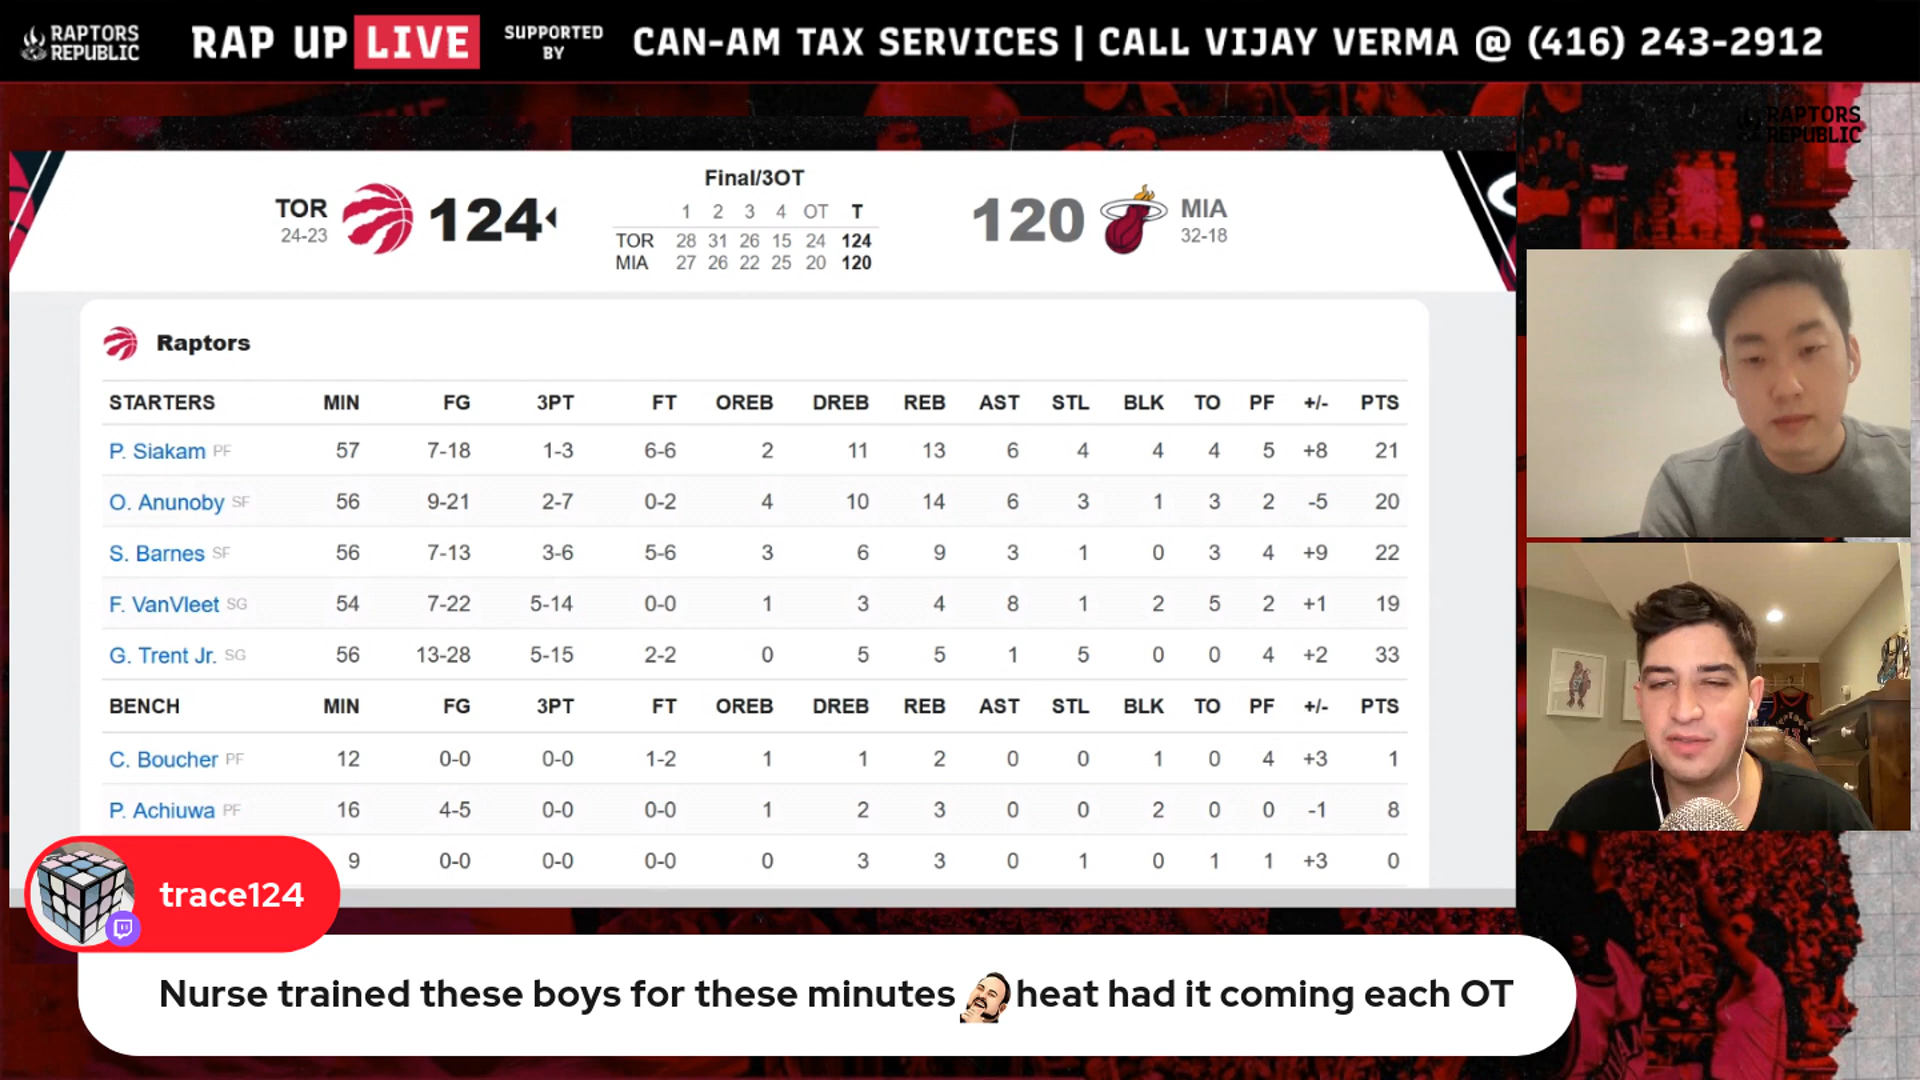 RAPTORS
REPUBLIC
RAP UP LIVE
SUPPORTED
BY
CAN-AM TAX SERVICES | CALL VIJAY VERMA @ (416) 243-2912
RAPTORS
REPUBLIC
TOR
24-23
124
Final/3OT
1 2 3 4 OT T
TOR 28 31 26 15 24 124
MIA 27 26 22 25 20 120
120
MIA
32-18
Raptors
STARTERS MIN FG 3PT FT OREB DREB REB AST STL BLK TO PF +/- PTS
P. Siakam PF 57 7-18 1-3 6-6 2 11 13 6 4 4 4 5 +8 21
O. Anunoby SF 56 9-21 2-7 0-2 4 10 14 6 3 1 3 2 -5 20
S. Barnes SF 56 7-13 3-6 5-6 3 6 9 3 1 0 3 4 +9 22
F. VanVleet SG 54 7-22 5-14 0-0 1 3 4 8 1 2 5 2 +1 19
G. Trent Jr. SG 56 13-28 5-15 2-2 0 5 5 1 5 0 0 4 +2 33
BENCH MIN FG 3PT FT OREB DREB REB AST STL BLK TO PF +/- PTS
C. Boucher PF 12 0-0 0-0 1-2 1 1 2 0 0 1 0 4 +3 1
P. Achiuwa PF 16 4-5 0-0 0-0 1 2 3 0 0 2 0 0 -1 8
9 0-0 0-0 0-0 0 3 3 0 1 0 1 1 +3 0
trace124
Nurse trained these boys for these minutes heat had it coming each OT